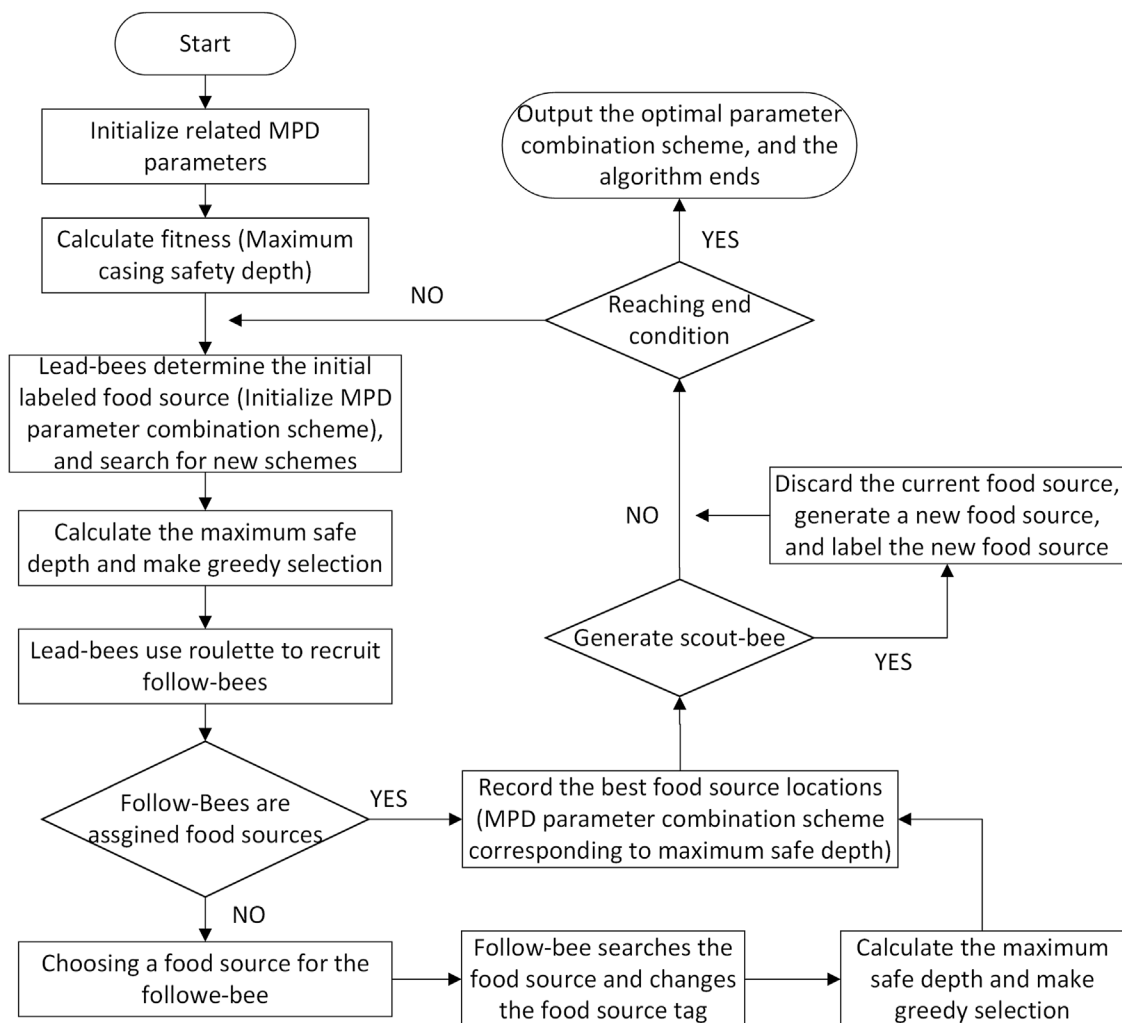 Start
Initialize related MPD
parameters
Calculate fitness (Maximum
casing safety depth)
Lead-bees determine the initial
labeled food source (Initialize MPD
parameter combination scheme),
and search for new schemes
Calculate the maximum safe
depth and make greedy selection
Lead-bees use roulette to recruit
follow-bees
Follow-Bees are
assgined food sources
YES
NO
Choosing a food source for the
followe-bee
Follow-bee searches the
food source and changes
the food source tag
Calculate the maximum
safe depth and make
greedy selection
Record the best food source locations
(MPD parameter combination scheme
corresponding to maximum safe depth)
Generate scout-bee
YES
Discard the current food source,
generate a new food source,
and label the new food source
NO
Reaching end
condition
NO
YES
Output the optimal parameter
combination scheme, and the
algorithm ends